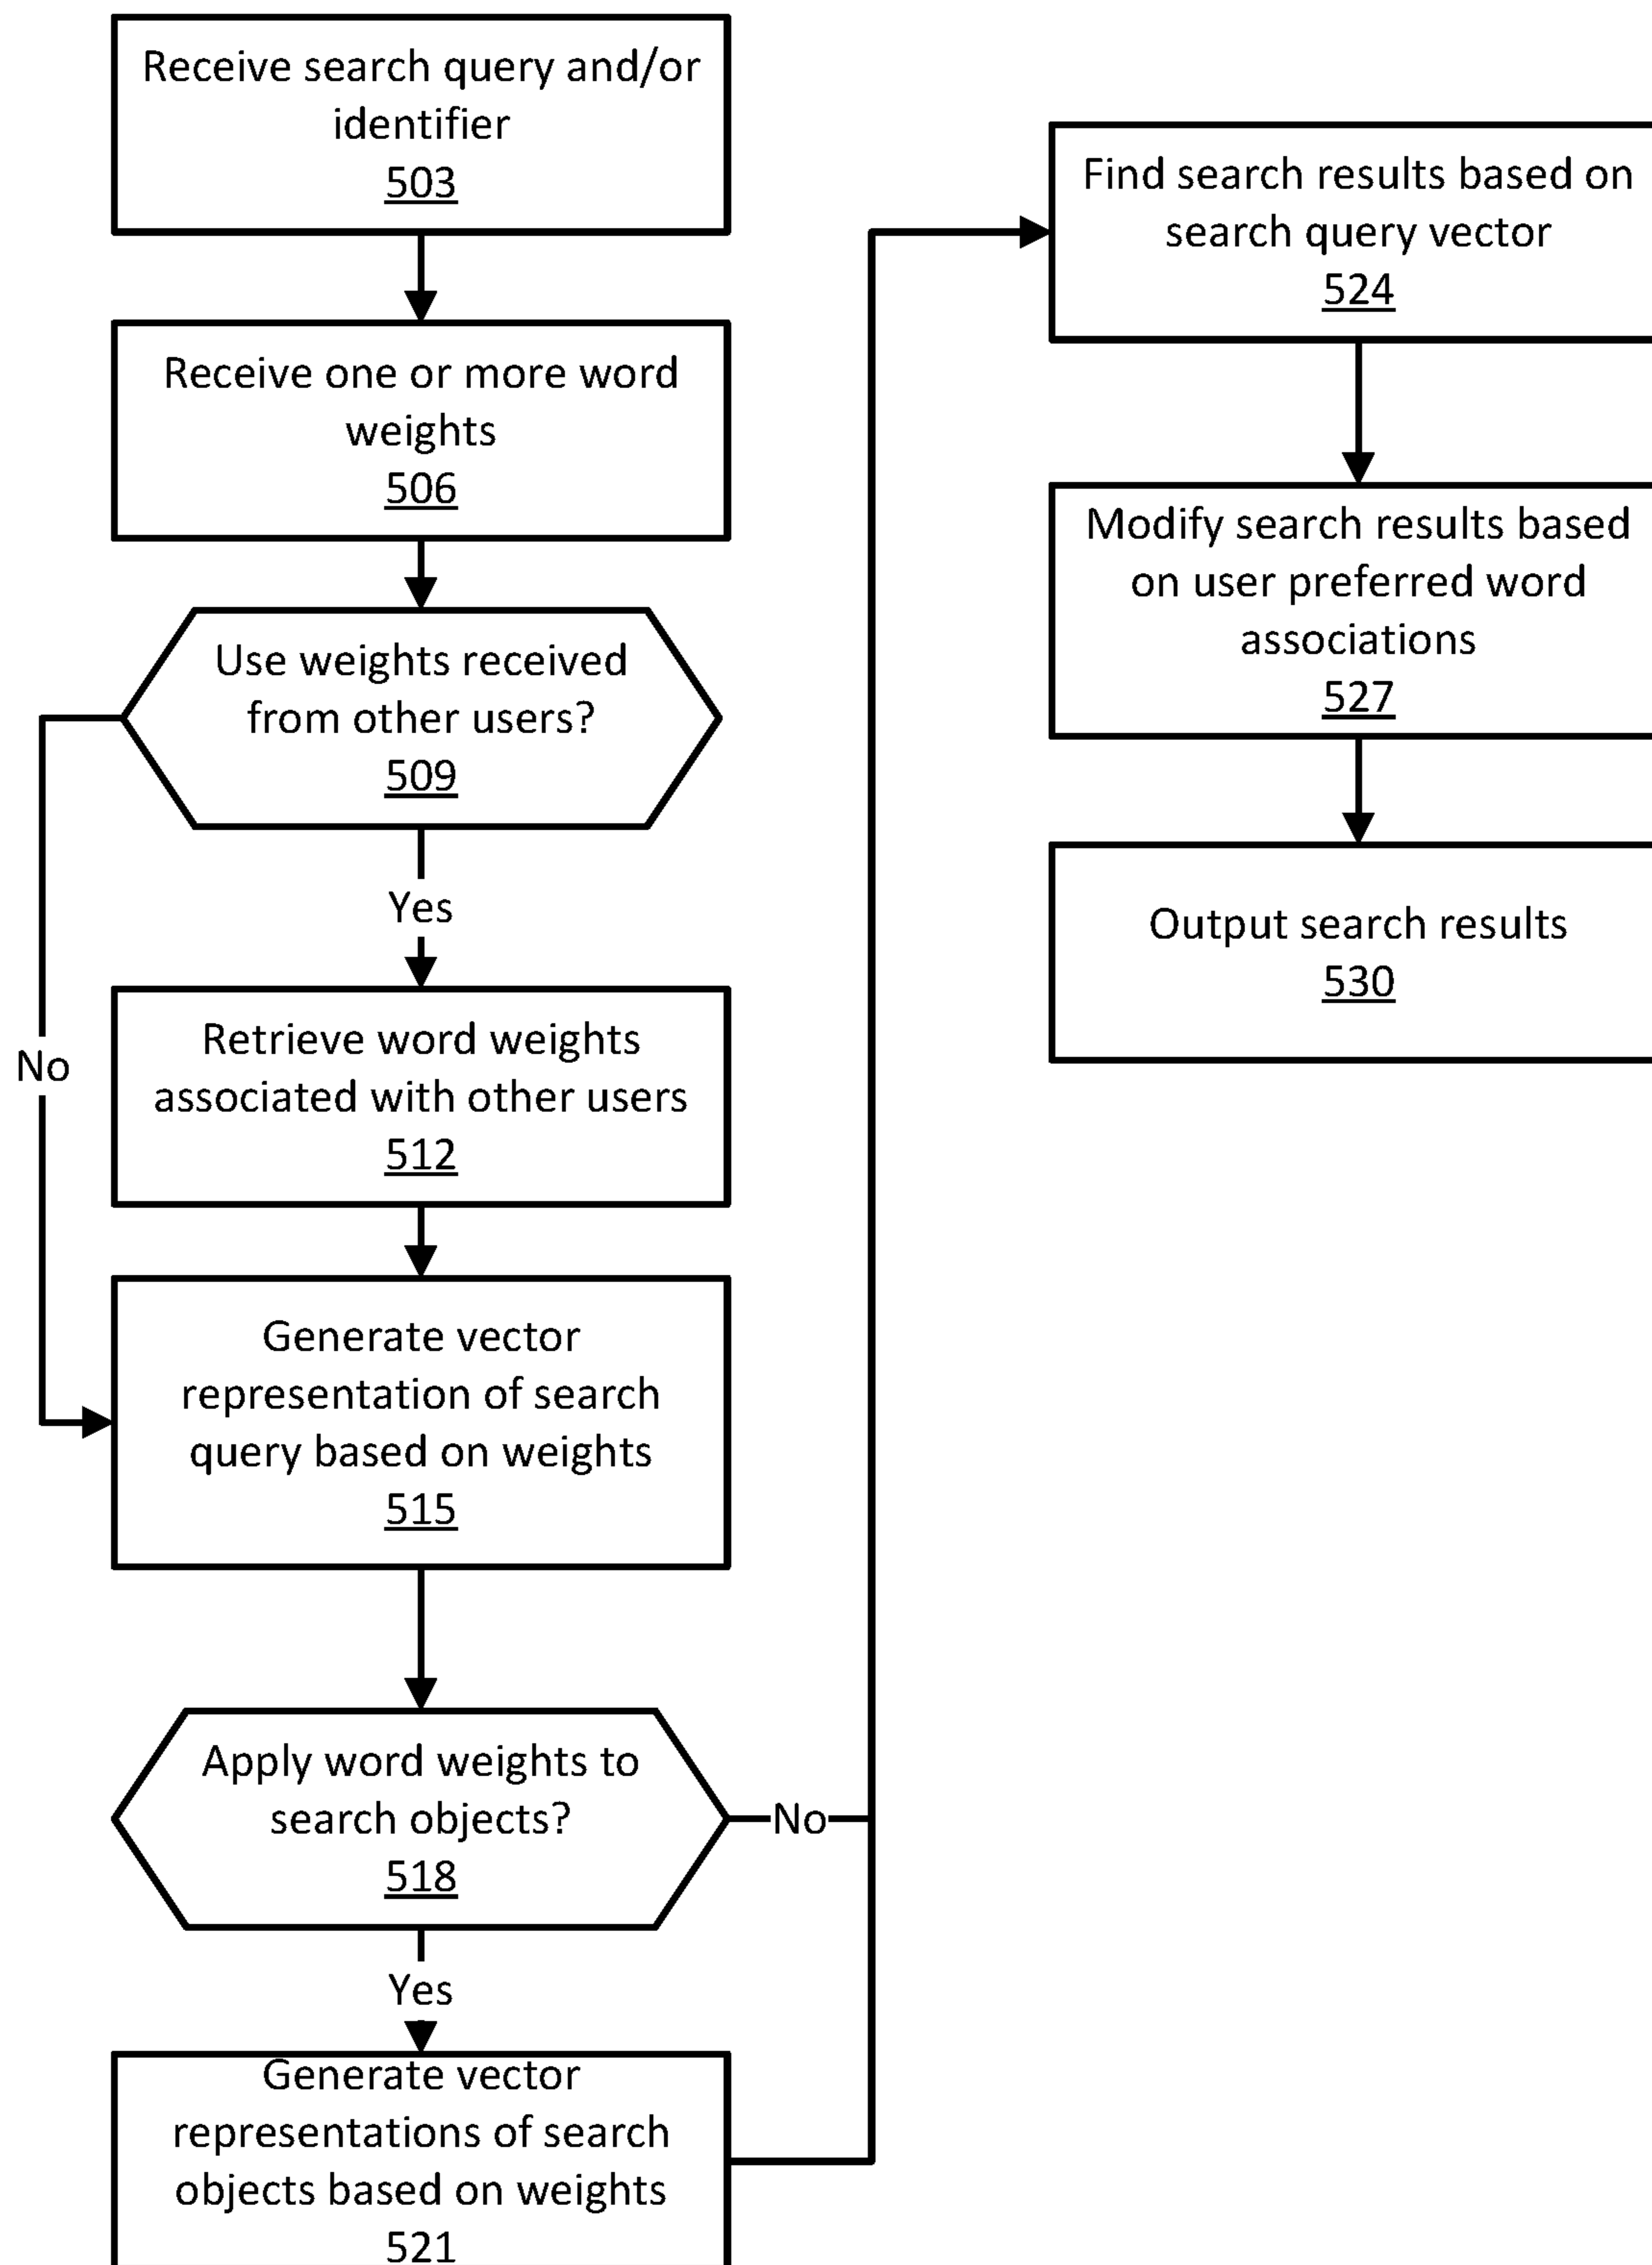 Receive search query and/or
identifier
503
Receive one or more word
weights
506
Use weights received
from other users?
509
Yes
No
Retrieve word weights
associated with other users
512
Generate vector
representation of search
query based on weights
515
Apply word weights to
search objects?
518
No
Yes
Generate vector
representations of search
objects based on weights
521
Find search results based on
search query vector
524
Modify search results based
on user preferred word
associations
527
Output search results
530